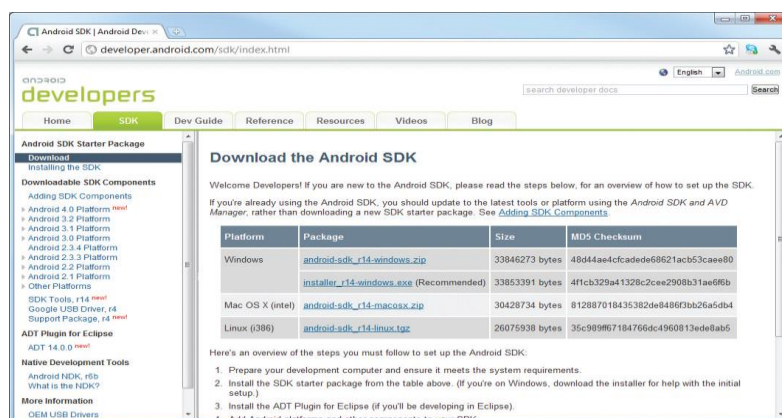 Android SDK | Android Dev
developer.android.com/sdk/index.html
English
Android.com
ANDROID
developers
search developer docs
Search
Home
SDK
Dev Guide
Reference
Resources
Videos
Blog
Android SDK Starter Package
Download
Installing the SDK
Downloadable SDK Components
Adding SDK Components
Android 4.0 Platform new!
Android 3.2 Platform
Android 3.1 Platform
Android 3.0 Platform
Android 2.3.4 Platform
Android 2.3.3 Platform
Android 2.2 Platform
Android 2.1 Platform
Other Platforms
SDK Tools, r14 new!
Google USB Driver, r4
Support Package, r4 new!
ADT Plugin for Eclipse
ADT 14.0.0 new!
Native Development Tools
Android NDK, r6b
What is the NDK?
More Information
OEM USB Drivers
Download the Android SDK
Welcome Developers! If you are new to the Android SDK, please read the steps below, for an overview of how to set up the SDK.
If you're already using the Android SDK, you should update to the latest tools or platform using the Android SDK and AVD
Manager, rather than downloading a new SDK starter package. See Adding SDK Components.
Platform Package Size MD5 Checksum
Windows android-sdk_r14-windows.zip 33846273 bytes 48d44ae4cfcadede68621acb53caee80
installer_r14-windows.exe (Recommended) 33853391 bytes 4f1cb329a41328c2cee2908b31ae6f6b
Mac OS X (intel) android-sdk_r14-macosx.zip 30428734 bytes 812887018435382de8486f3bb26a5db4
Linux (i386) android-sdk_r14-linux.tgz 26075938 bytes 35c989ff67184766dc4960813ede8ab5
Here's an overview of the steps you must follow to set up the Android SDK:
1. Prepare your development computer and ensure it meets the system requirements.
2. Install the SDK starter package from the table above. (If you're on Windows, download the installer for help with the initial
setup.)
3. Install the ADT Plugin for Eclipse (if you'll be developing in Eclipse).